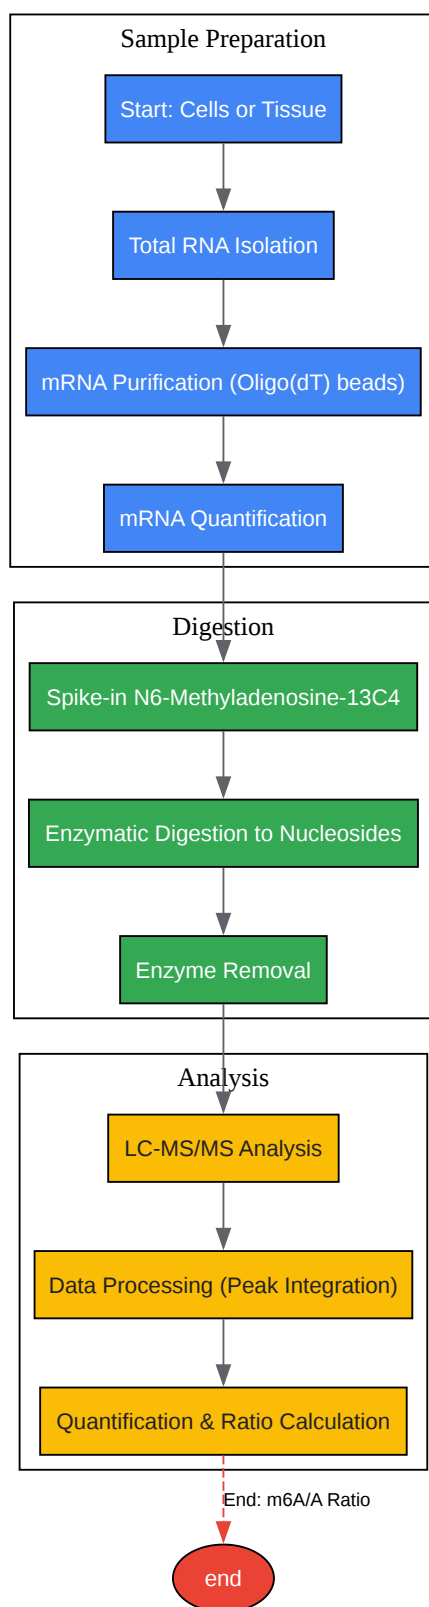 Sample Preparation
Start: Cells or Tissue
Total RNA Isolation
mRNA Purification (Oligo(dT) beads)
mRNA Quantification
Digestion
Spike-in N6-Methyladenosine-13C4
Enzymatic Digestion to Nucleosides
Enzyme Removal
Analysis
LC-MS/MS Analysis
Data Processing (Peak Integration)
Quantification & Ratio Calculation
End: m6A/A Ratio
end